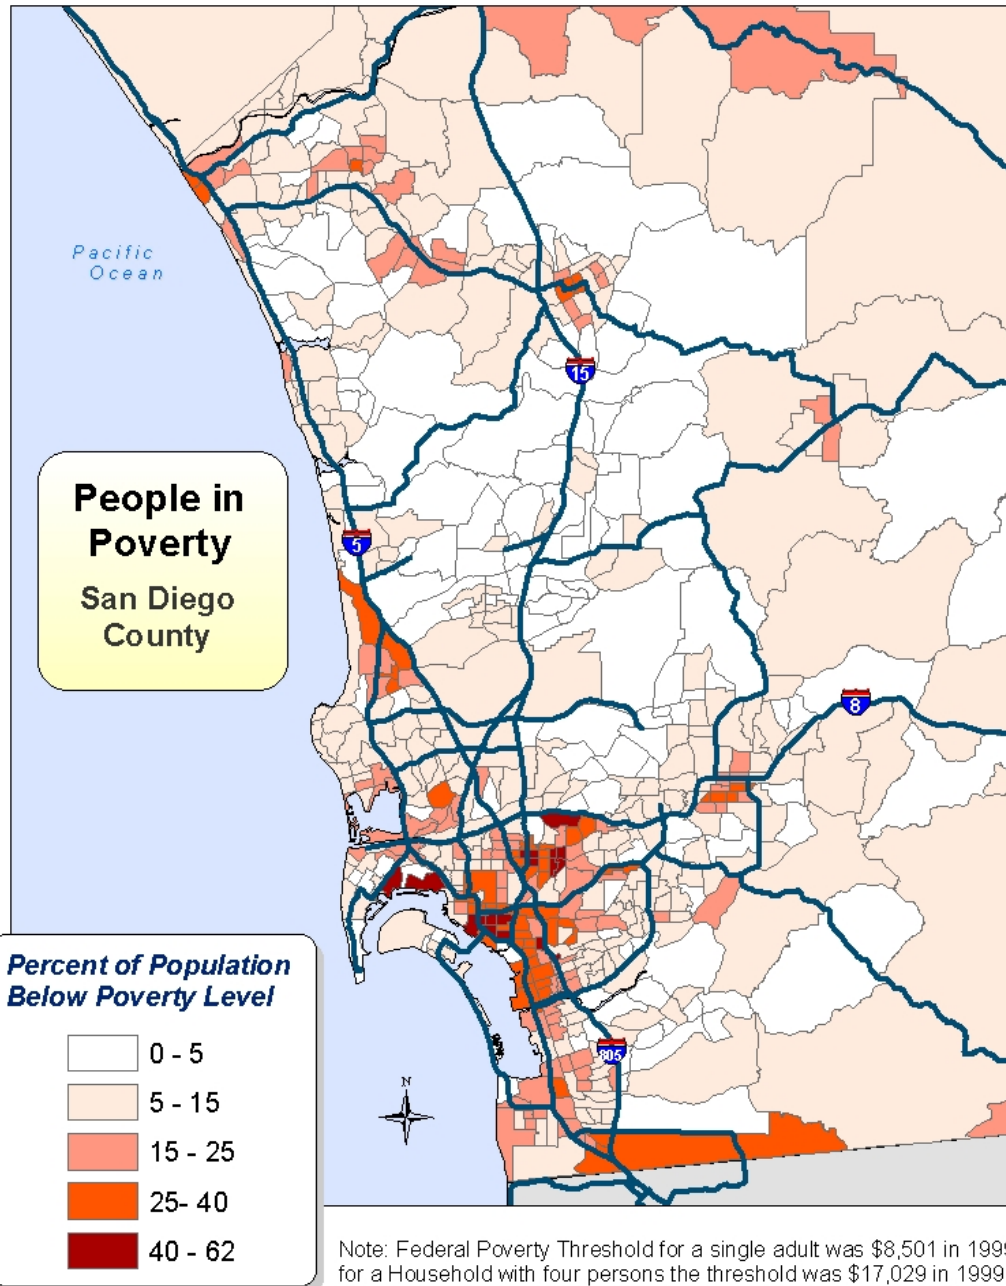 Pacific
Ocean
15
People in
Poverty
San Diego
County
5
8
Percent of Population
Below Poverty Level
0 - 5
5 - 15
15 - 25
25- 40
40 - 62
N
805
Note: Federal Poverty Threshold for a single adult was $8,501 in 199
for a Household with four persons the threshold was $17,029 in 1999